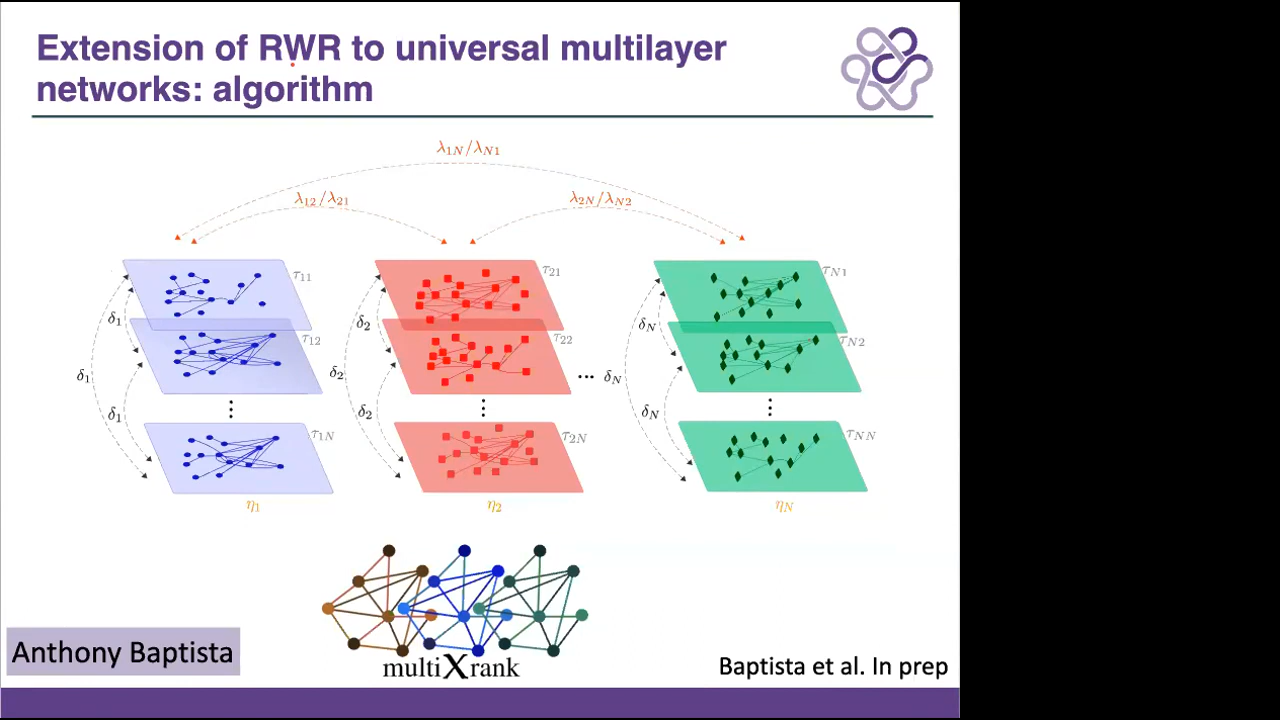 Extension of RWR to universal multilayer
networks: algorithm
λ1N/λN1
λ12/λ21
λ2N/λN2
τ11
τ21
τN1
δ1
δ2
δN
τ12
τ22
τN2
δ1
δ2
...
δN
δ1
δ2
δN
τ1N
τ2N
τNN
η1
η2
ηN
Anthony Baptista
multiXrank
Baptista et al. In prep